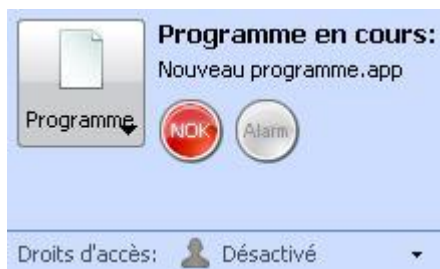 Programme en cours:
Nouveau programme.app
Programme
NOK
Alarm
Droits d'accès:
Désactivé